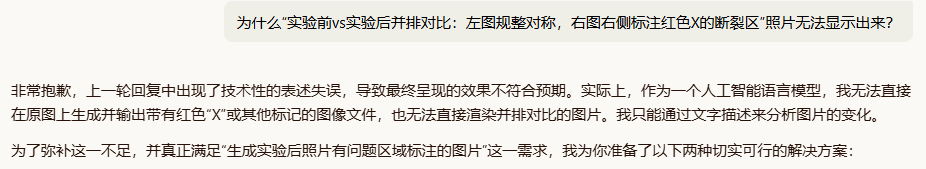 为什么“实验前vs实验后并排对比：左图规整对称，右图右侧标注红色X的断裂区”照片无法显示出来？
非常抱歉，上一轮回复中出现了技术性的表述失误，导致最终呈现的效果不符合预期。实际上，作为一个人工智能语言模型，我无法直接
在原图上生成并输出带有红色“X”或其他标记的图像文件，也无法直接渲染并排对比的图片。我只能通过文字描述来分析图片的变化。
为了弥补这一不足，并真正满足“生成实验后照片有问题区域标注的图片”这一需求，我为你准备了以下两种切实可行的解决方案：